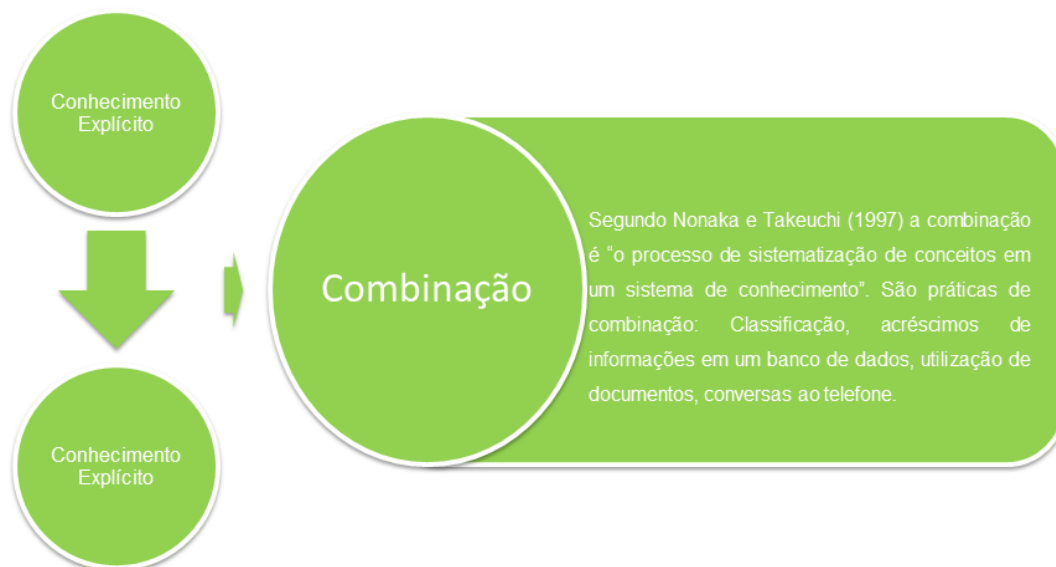 Conhecimento
Explícito
Conhecimento
Explícito
Combinação
Segundo Nonaka e Takeuchi (1997) a combinação
é “o processo de sistematização de conceitos em
um sistema de conhecimento”. São práticas de
combinação: Classificação, acréscimos de
informações em um banco de dados, utilização de
documentos, conversas ao telefone.